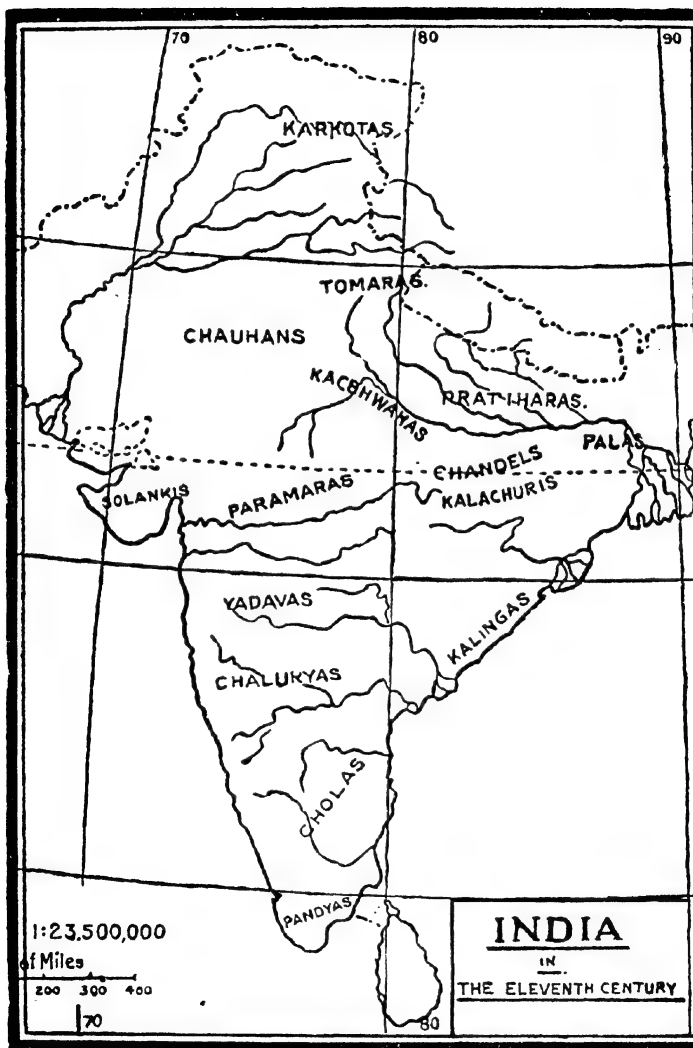 70
80
90
KARKOTAS
TOMARAS.
CHAUHANS
KACHHWAHAS
PRATIHARAS.
PALAS
CHANDELS
KALACHURIS
SOLANKIS
PARAMARAS
YADAVAS
KALINGAS
CHALUKYAS
CHOLAS
PANDYAS
1:23,500,000
of Miles
200 300 400
70
80
INDIA
IN
THE ELEVENTH CENTURY